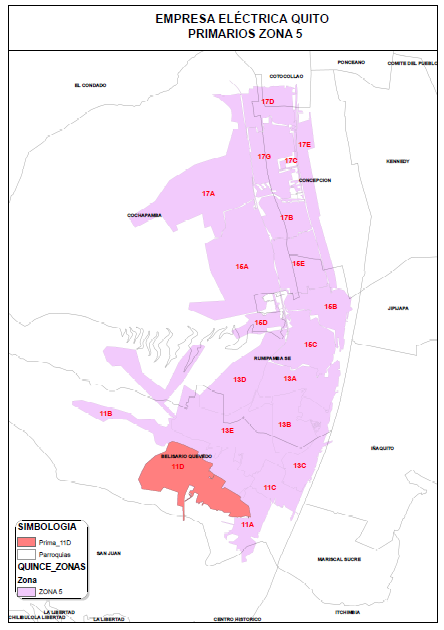 EMPRESA ELÉCTRICA QUITO
PRIMARIOS ZONA 5
PONCEANO
COMITE DEL PUEBLO
COTOCOLLAO
EL CONDADO
17D
17E
17G
17C
KENNEDY
CONCEPCION
17A
COCHAPAMBA
17B
15E
15A
15B
JIPIJAPA
15D
15C
RUMIPAMBA SE
13D
13A
11B
13B
13E
IÑAQUITO
BELISARIO QUEVEDO
11D
13C
11C
11A
SIMBOLOGIA
Prima_11D
Parroquias
QUINCE_ZONAS
Zona
ZONA 5
SAN JUAN
MARISCAL SUCRE
LA LIBERTAD
ITCHIMBIA
CHILIBULO LA LIBERTAD
LA LIBERTAD
CENTRO HISTORICO